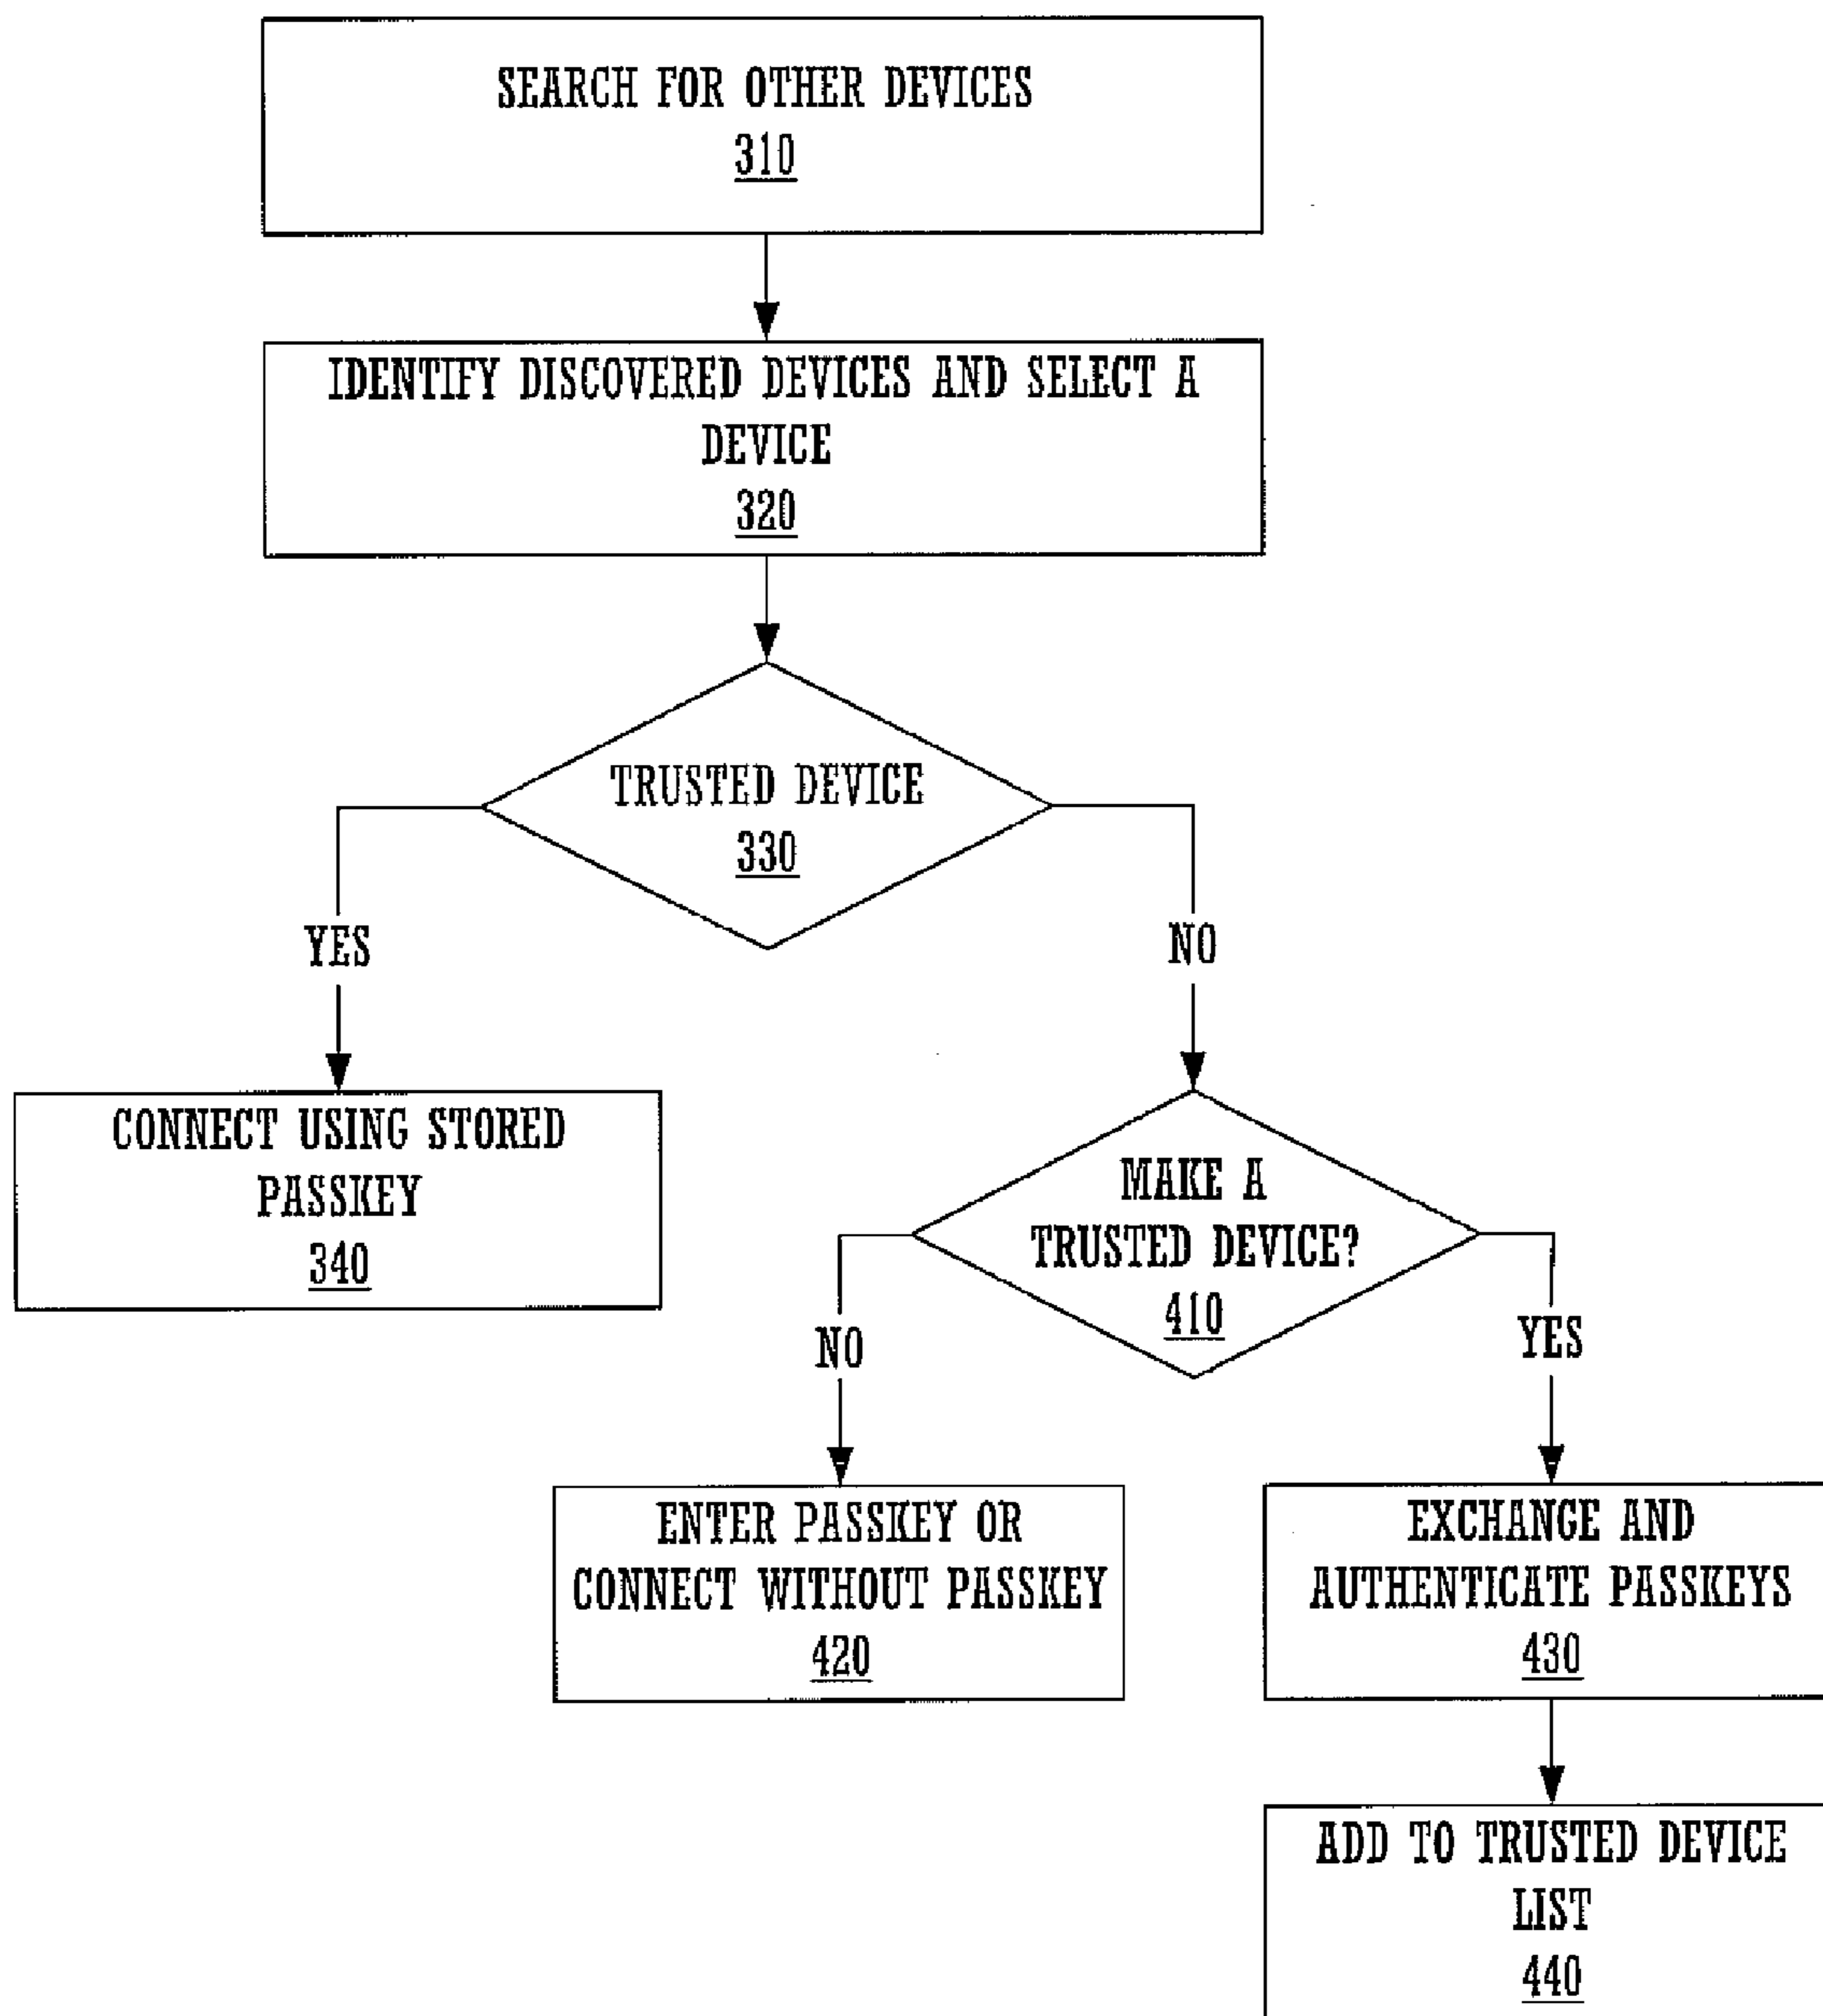 SEARCH FOR OTHER DEVICES
310
IDENTIFY DISCOVERED DEVICES AND SELECT A
DEVICE
320
TRUSTED DEVICE
330
YES
NO
CONNECT USING STORED
PASSKEY
340
MAKE A
TRUSTED DEVICE?
410
NO
YES
ENTER PASSKEY OR
CONNECT WITHOUT PASSKEY
420
EXCHANGE AND
AUTHENTICATE PASSKEYS
430
ADD TO TRUSTED DEVICE
LIST
440